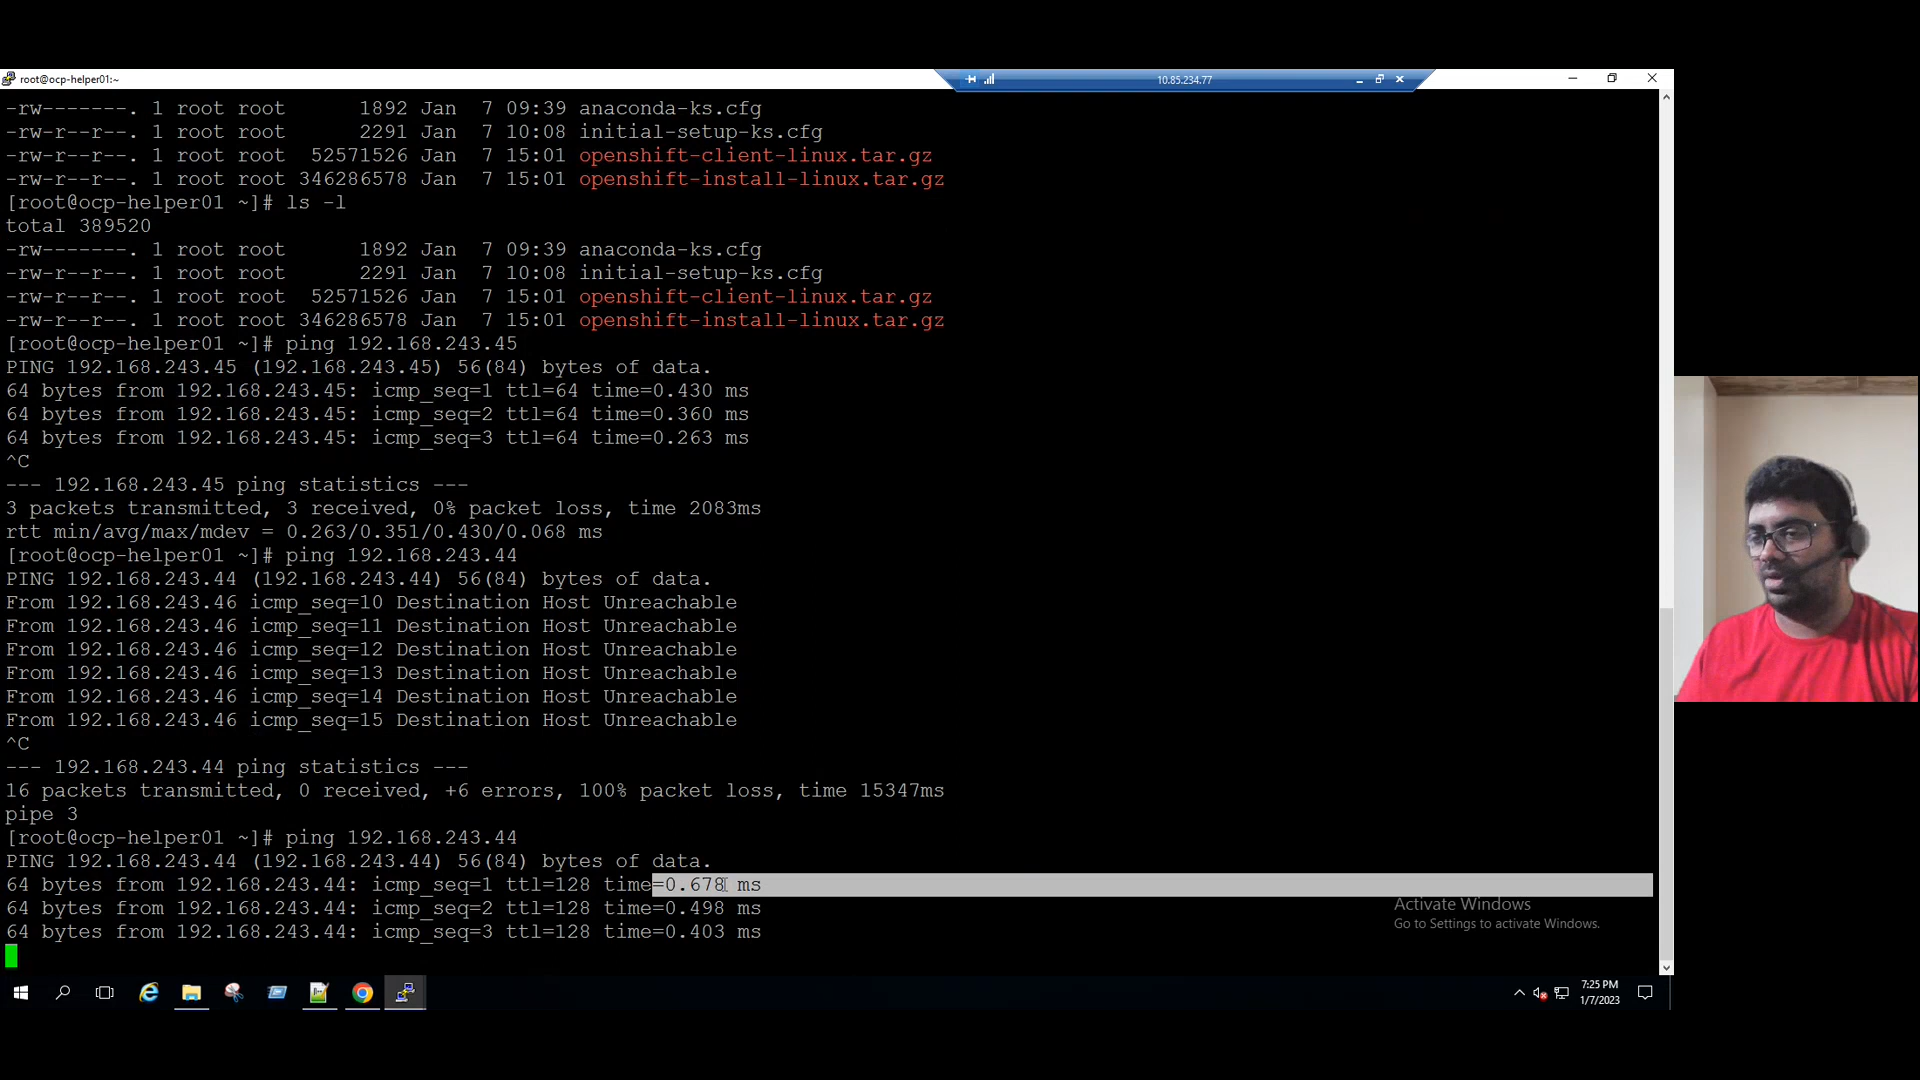 root@ocp-helper01:~
10.85.234.77
-rw-------. 1 root root      1892 Jan  7 09:39 anaconda-ks.cfg
-rw-r--r--. 1 root root      2291 Jan  7 10:08 initial-setup-ks.cfg
-rw-r--r--. 1 root root  52571526 Jan  7 15:01 openshift-client-linux.tar.gz
-rw-r--r--. 1 root root 346286578 Jan  7 15:01 openshift-install-linux.tar.gz
[root@ocp-helper01 ~]# ls -l
total 389520
-rw-------. 1 root root      1892 Jan  7 09:39 anaconda-ks.cfg
-rw-r--r--. 1 root root      2291 Jan  7 10:08 initial-setup-ks.cfg
-rw-r--r--. 1 root root  52571526 Jan  7 15:01 openshift-client-linux.tar.gz
-rw-r--r--. 1 root root 346286578 Jan  7 15:01 openshift-install-linux.tar.gz
[root@ocp-helper01 ~]# ping 192.168.243.45
PING 192.168.243.45 (192.168.243.45) 56(84) bytes of data.
64 bytes from 192.168.243.45: icmp_seq=1 ttl=64 time=0.430 ms
64 bytes from 192.168.243.45: icmp_seq=2 ttl=64 time=0.360 ms
64 bytes from 192.168.243.45: icmp_seq=3 ttl=64 time=0.263 ms
^C
--- 192.168.243.45 ping statistics ---
3 packets transmitted, 3 received, 0% packet loss, time 2083ms
rtt min/avg/max/mdev = 0.263/0.351/0.430/0.068 ms
[root@ocp-helper01 ~]# ping 192.168.243.44
PING 192.168.243.44 (192.168.243.44) 56(84) bytes of data.
From 192.168.243.46 icmp_seq=10 Destination Host Unreachable
From 192.168.243.46 icmp_seq=11 Destination Host Unreachable
From 192.168.243.46 icmp_seq=12 Destination Host Unreachable
From 192.168.243.46 icmp_seq=13 Destination Host Unreachable
From 192.168.243.46 icmp_seq=14 Destination Host Unreachable
From 192.168.243.46 icmp_seq=15 Destination Host Unreachable
^C
--- 192.168.243.44 ping statistics ---
16 packets transmitted, 0 received, +6 errors, 100% packet loss, time 15347ms
pipe 3
[root@ocp-helper01 ~]# ping 192.168.243.44
PING 192.168.243.44 (192.168.243.44) 56(84) bytes of data.
64 bytes from 192.168.243.44: icmp_seq=1 ttl=128 time=0.678 ms
64 bytes from 192.168.243.44: icmp_seq=2 ttl=128 time=0.498 ms
64 bytes from 192.168.243.44: icmp_seq=3 ttl=128 time=0.403 ms
Activate Windows
Go to Settings to activate Windows.
7:25 PM
1/7/2023